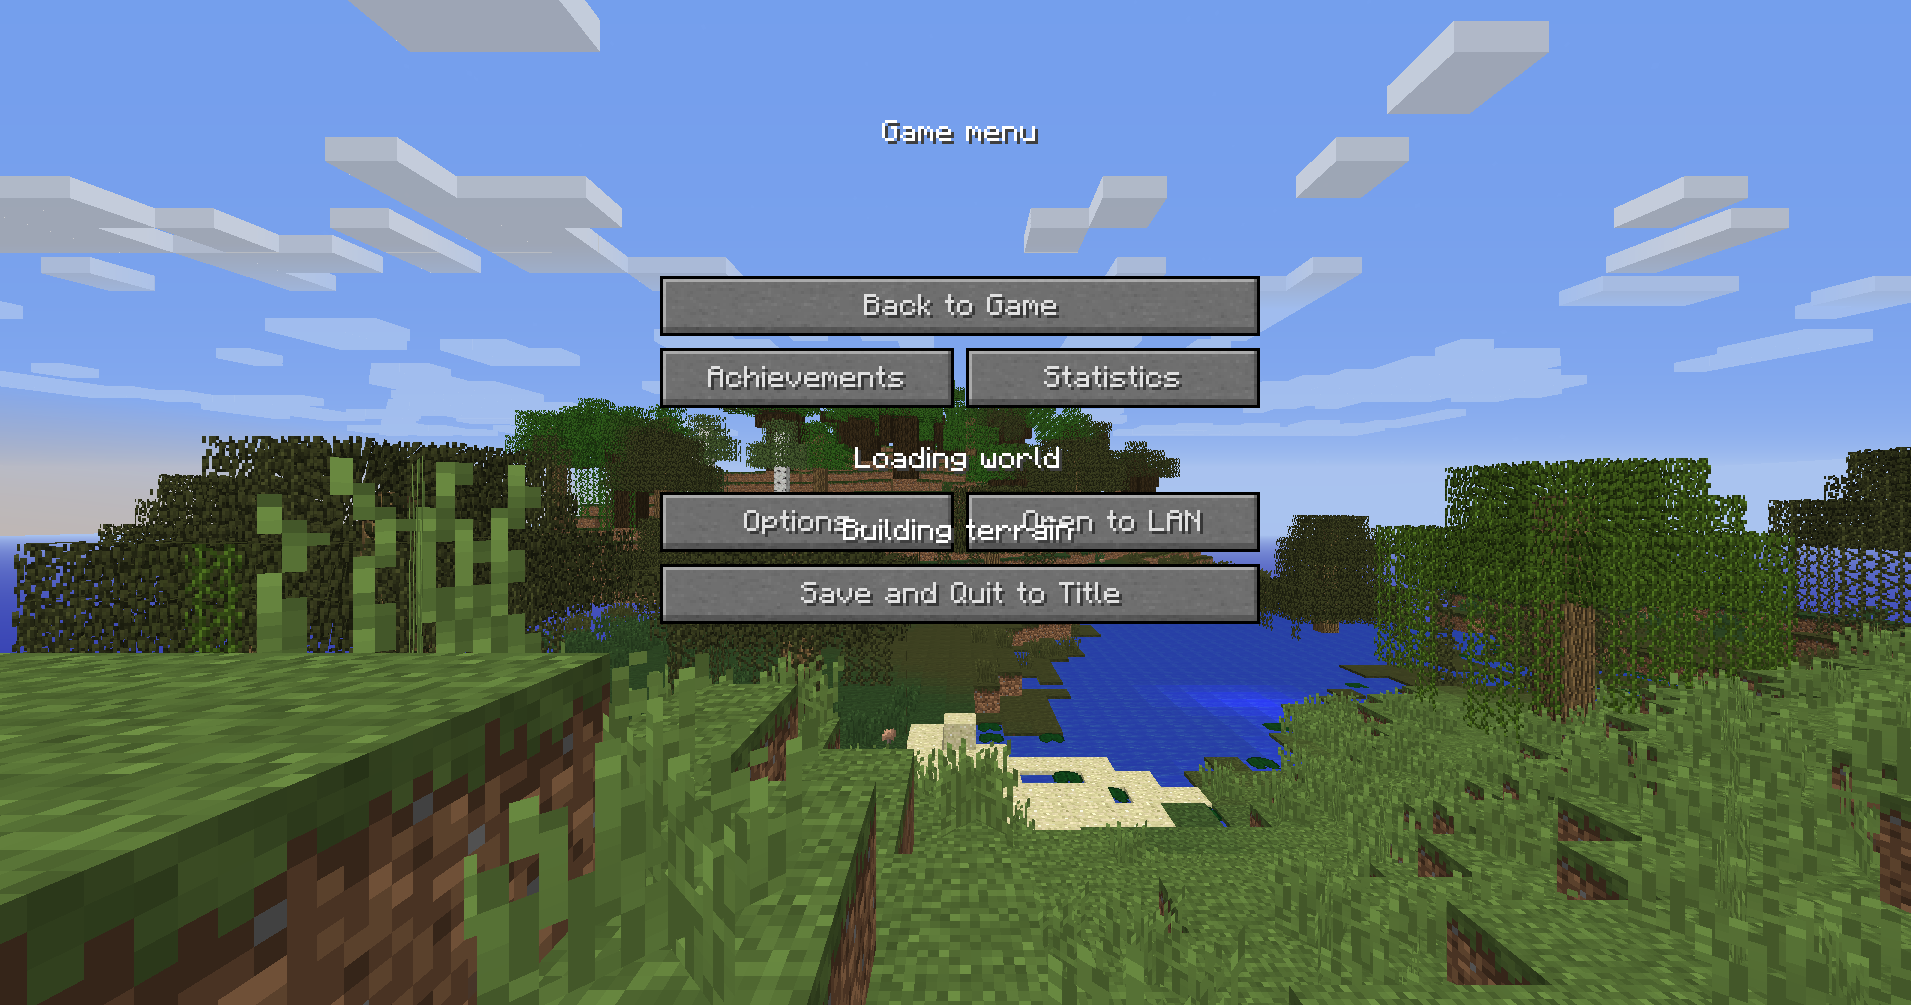 Game menu
Back to Game
Achievements Statistics
Loading world
Options Open to LAN
Building terrain
Save and Quit to Title